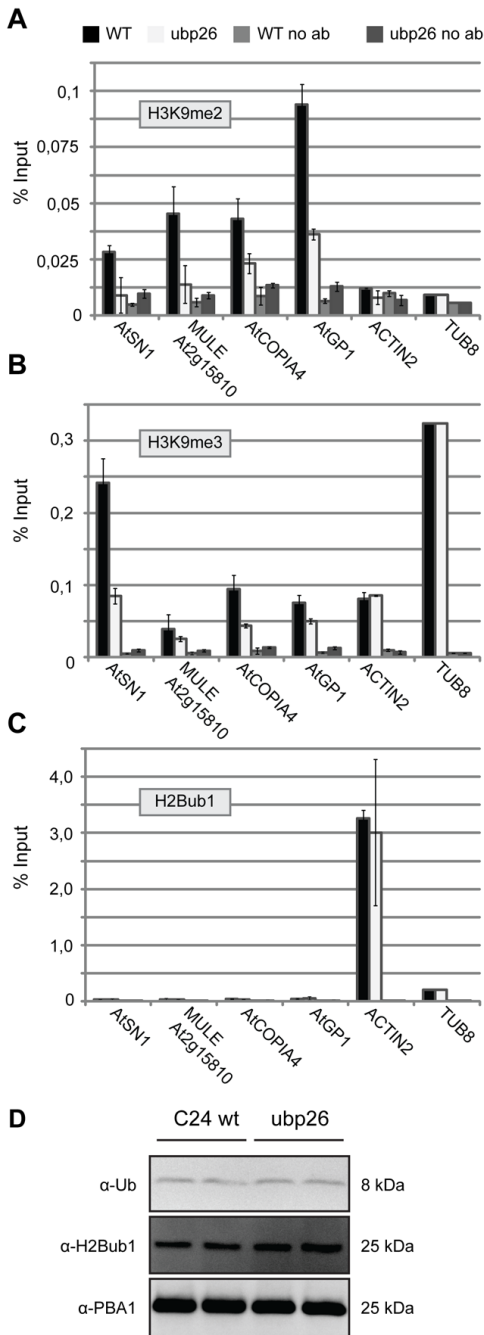 A
WT ubp26 WT no ab ubp26 no ab
H3K9me2
% Input
0,1
0,075
0,05
0,025
0
AtSN1
MULE
At2g15810
AtCOPIA4
AtGP1
ACTIN2
TUB8
B
H3K9me3
% Input
0,3
0,2
0,1
0
AtSN1
MULE
At2g15810
AtCOPIA4
AtGP1
ACTIN2
TUB8
C
H2Bub1
% Input
4,0
3,0
2,0
1,0
0
AtSN1
MULE
At2g15810
AtCOPIA4
AtGP1
ACTIN2
TUB8
D
C24 wt ubp26
α-Ub 8 kDa
α-H2Bub1 25 kDa
α-PBA1 25 kDa